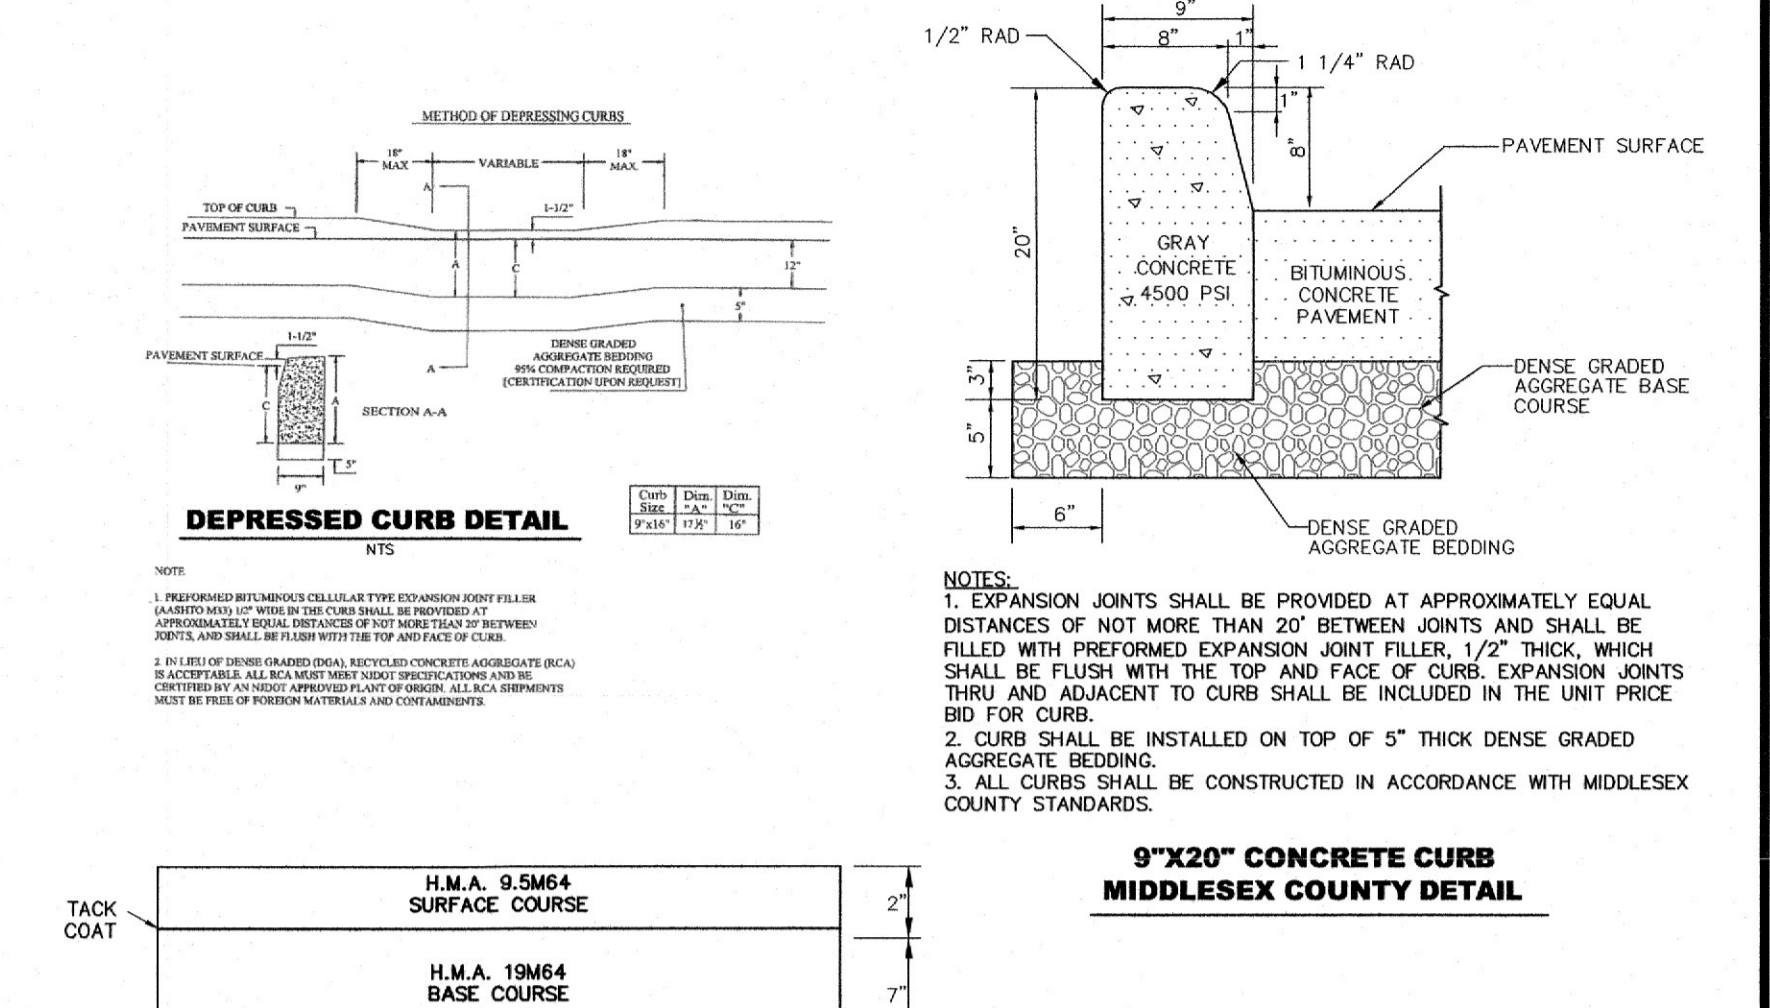 METHOD OF DEPRESSING CURBS
18"
MAX
VARIABLE
18"
MAX.
A
TOP OF CURB
1-1/2"
PAVEMENT SURFACE
A
C
12"
5"
1-1/2"
PAVEMENT SURFACE
DENSE GRADED
AGGREGATE BEDDING
95% COMPACTION REQUIRED
[CERTIFICATION UPON REQUEST]
A
C
A
SECTION A-A
5"
9"
Curb Size
Dim. "A"
Dim. "C"
9"x16"
17½"
16"
DEPRESSED CURB DETAIL
NTS
NOTE
1. PREFORMED BITUMINOUS CELLULAR TYPE EXPANSION JOINT FILLER
(AASHTO M33) 1/2" WIDE IN THE CURB SHALL BE PROVIDED AT
APPROXIMATELY EQUAL DISTANCES OF NOT MORE THAN 20' BETWEEN
JOINTS, AND SHALL BE FLUSH WITH THE TOP AND FACE OF CURB.
2. IN LIEU OF DENSE GRADED (DGA), RECYCLED CONCRETE AGGREGATE (RCA)
IS ACCEPTABLE. ALL RCA MUST MEET NJDOT SPECIFICATIONS AND BE
CERTIFIED BY AN NJDOT APPROVED PLANT OF ORIGIN. ALL RCA SHIPMENTS
MUST BE FREE OF FOREIGN MATERIALS AND CONTAMINENTS.
9"
8"
1"
1/2" RAD
1 1/4" RAD
1"
8"
PAVEMENT SURFACE
20"
GRAY
CONCRETE
4500 PSI
BITUMINOUS
CONCRETE
PAVEMENT
3"
5"
DENSE GRADED
AGGREGATE BASE
COURSE
6"
DENSE GRADED
AGGREGATE BEDDING
NOTES:
1. EXPANSION JOINTS SHALL BE PROVIDED AT APPROXIMATELY EQUAL
DISTANCES OF NOT MORE THAN 20' BETWEEN JOINTS AND SHALL BE
FILLED WITH PREFORMED EXPANSION JOINT FILLER, 1/2" THICK, WHICH
SHALL BE FLUSH WITH THE TOP AND FACE OF CURB. EXPANSION JOINTS
THRU AND ADJACENT TO CURB SHALL BE INCLUDED IN THE UNIT PRICE
BID FOR CURB.
2. CURB SHALL BE INSTALLED ON TOP OF 5" THICK DENSE GRADED
AGGREGATE BEDDING.
3. ALL CURBS SHALL BE CONSTRUCTED IN ACCORDANCE WITH MIDDLESEX
COUNTY STANDARDS.
9"X20" CONCRETE CURB
MIDDLESEX COUNTY DETAIL
H.M.A. 9.5M64
SURFACE COURSE
2"
TACK
COAT
H.M.A. 19M64
BASE COURSE
7"